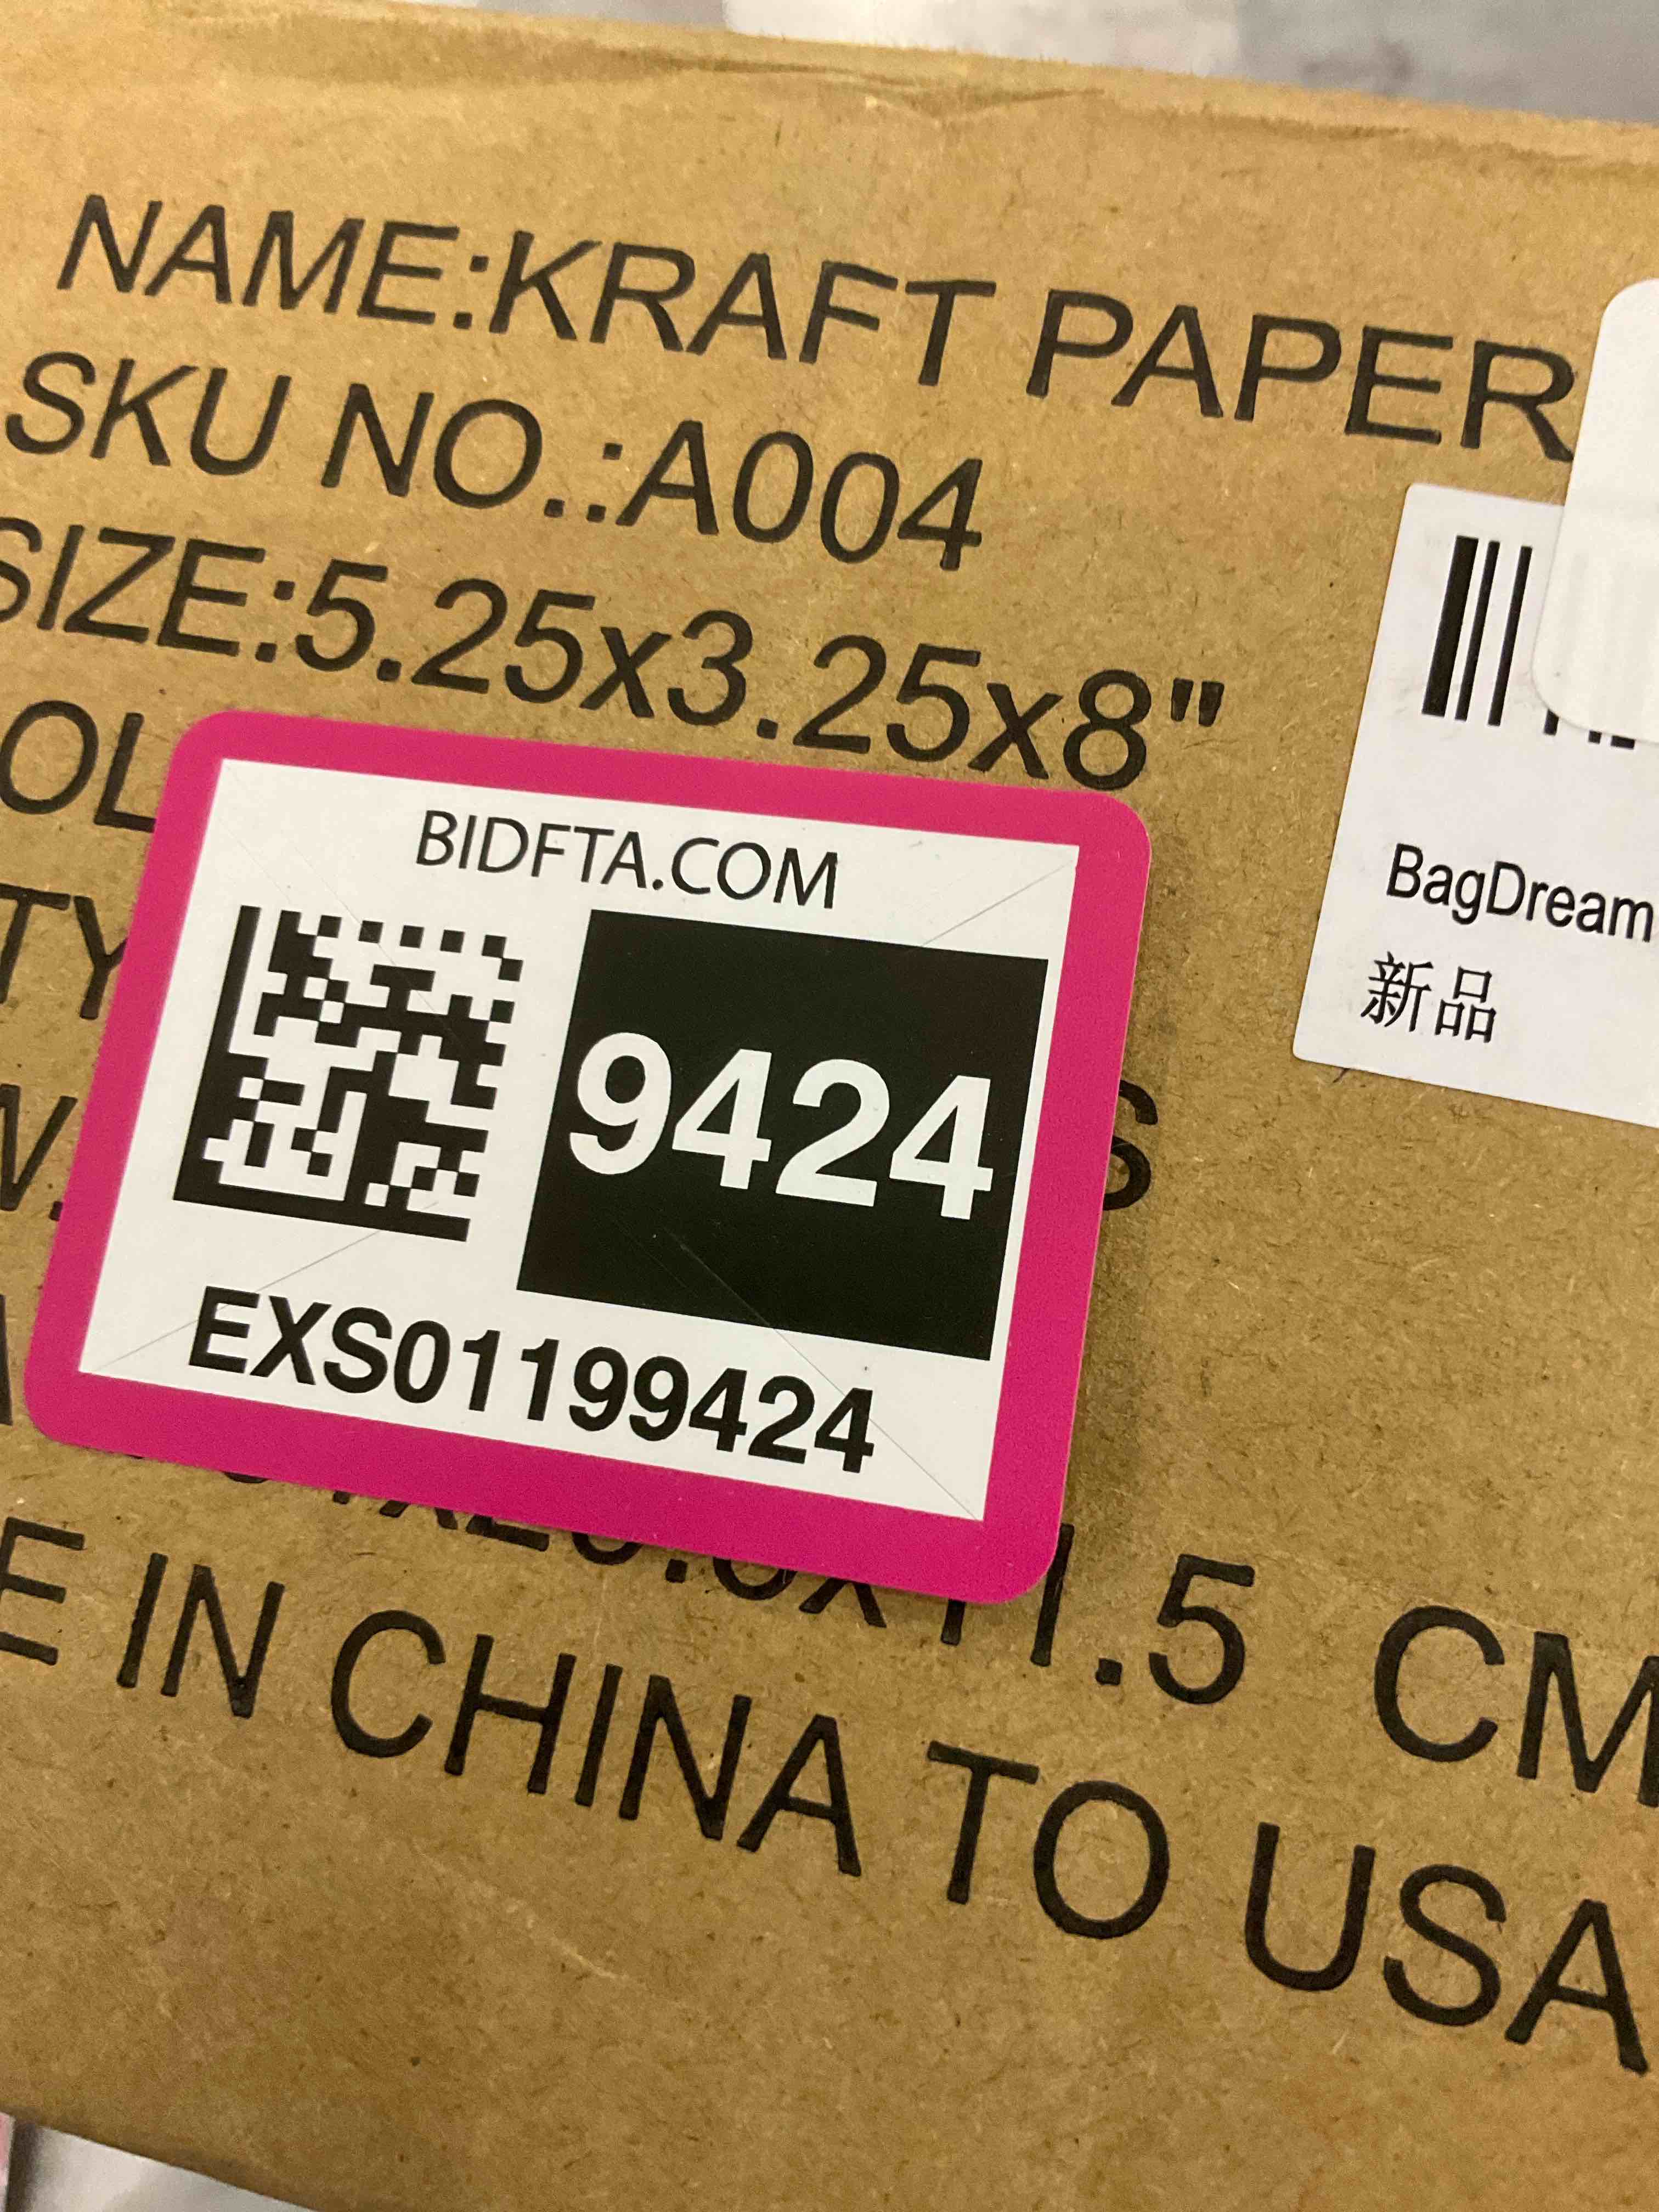 NAME:KRAFT PAPER
SKU NO.:A004
SIZE:5.25x3.25x8"
BagDream
新品
BIDFTA.COM
9424
EXS01199424
11.5 CM
E IN CHINA TO USA